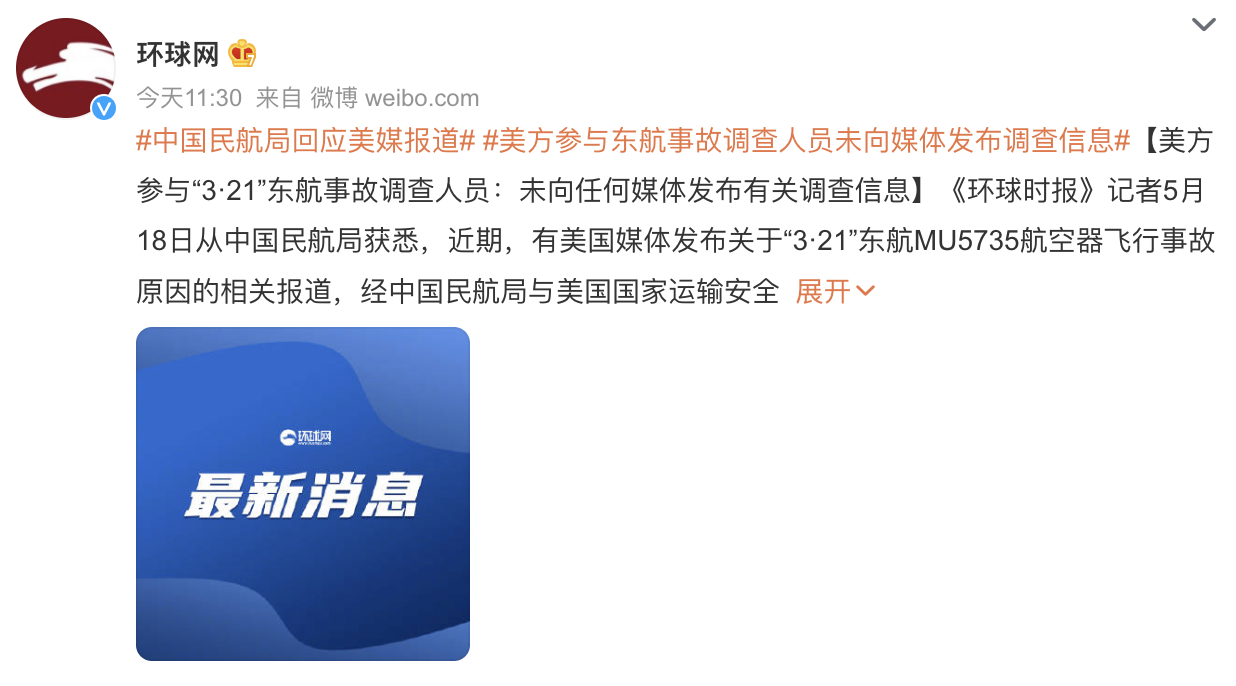 环球网
今天11:30 来自 微博 weibo.com
#中国民航局回应美媒报道# #美方参与东航事故调查人员未向媒体发布调查信息#【美方
参与“3·21”东航事故调查人员：未向任何媒体发布有关调查信息】《环球时报》记者5月
18日从中国民航局获悉，近期，有美国媒体发布关于“3·21”东航MU5735航空器飞行事故
原因的相关报道，经中国民航局与美国国家运输安全 展开
环球网
最新消息